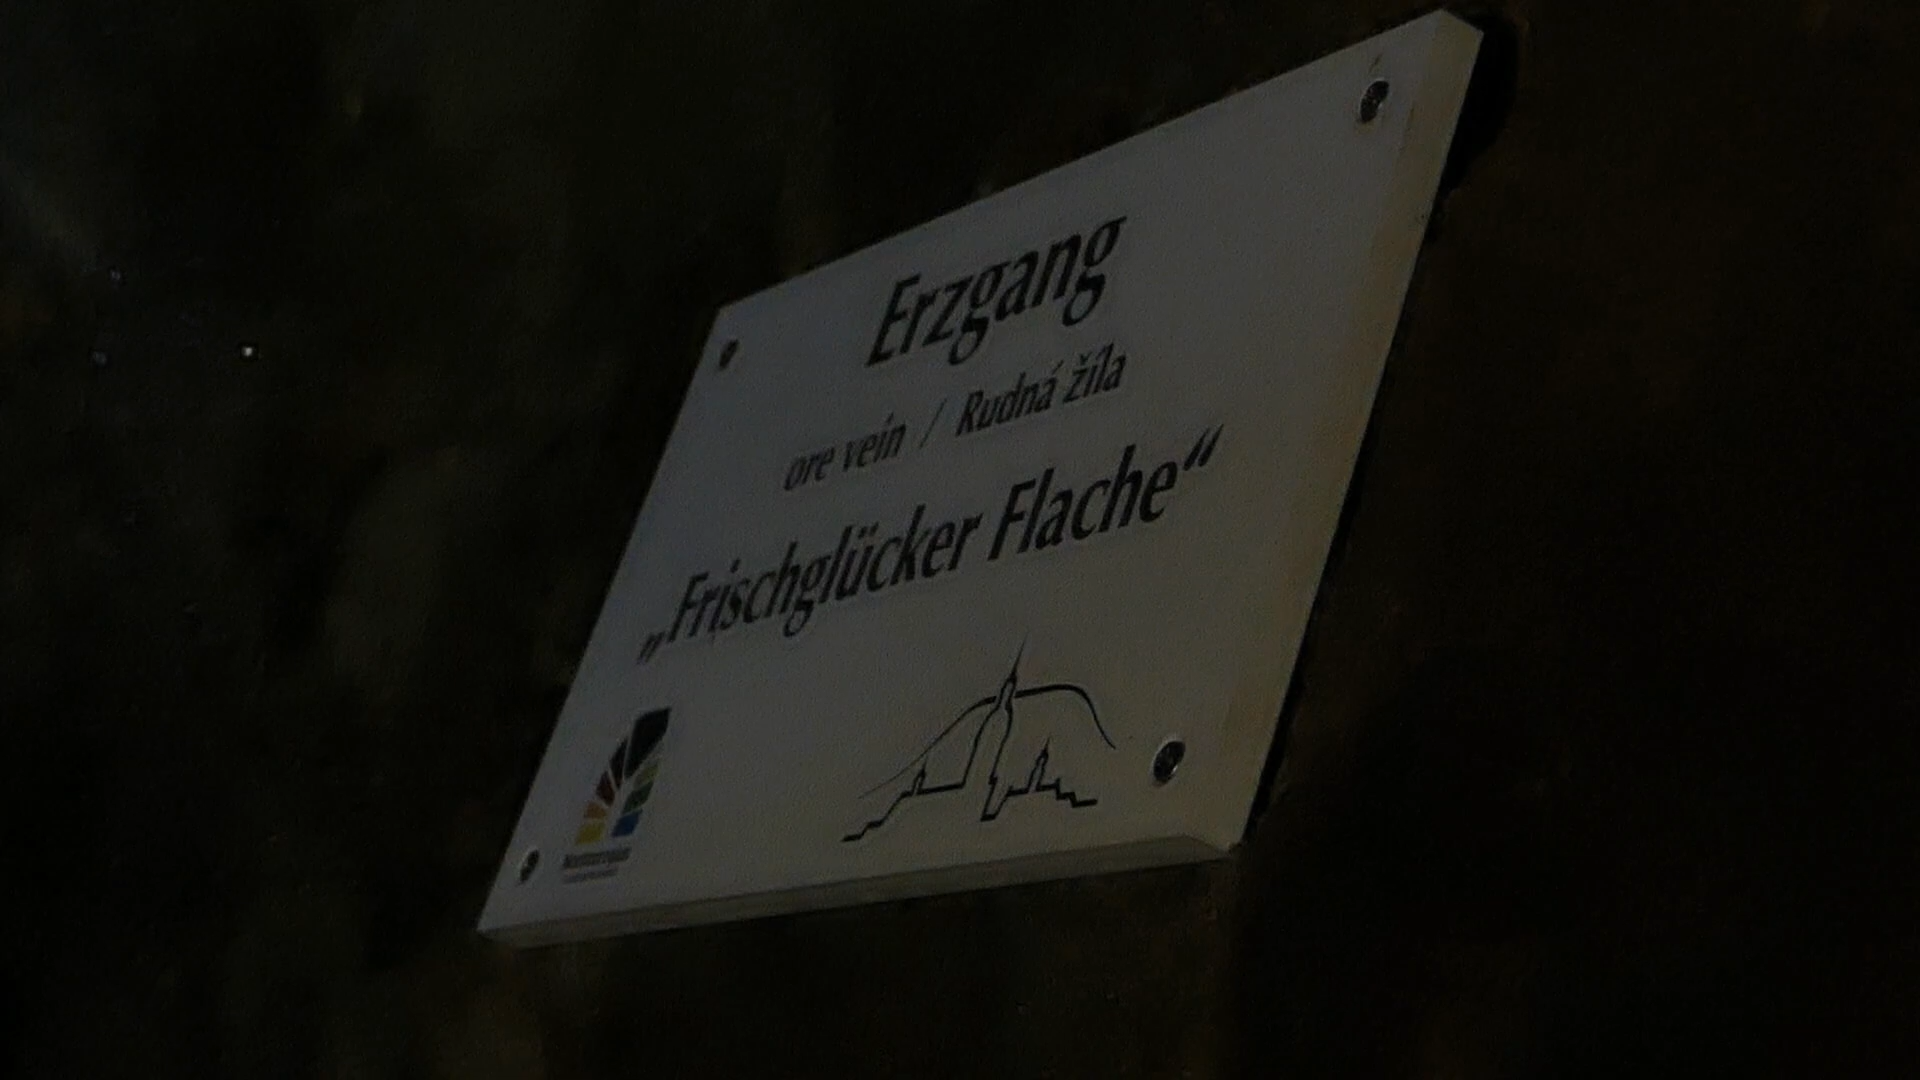 Erzgang
ore vein / Rudná žíla
„Frischglücker Flache“